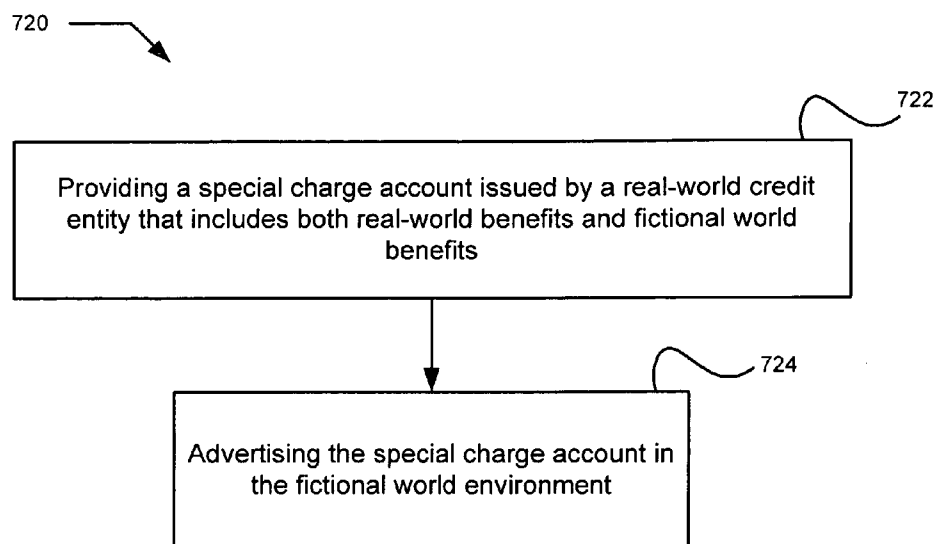 720
722
Providing a special charge account issued by a real-world credit
entity that includes both real-world benefits and fictional world
benefits
724
Advertising the special charge account in
the fictional world environment